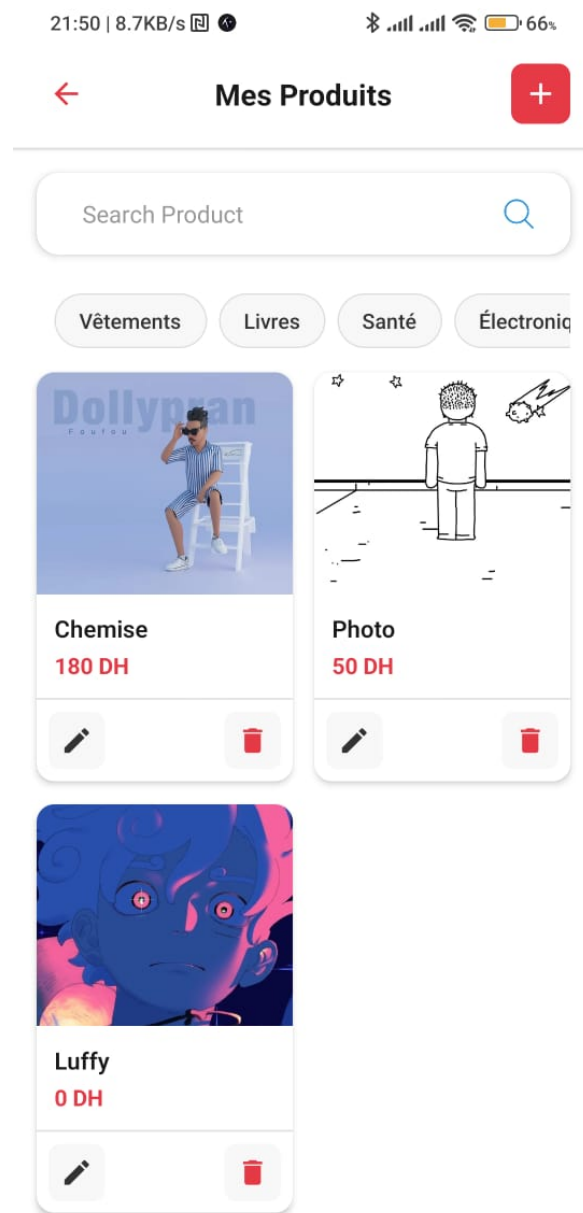 21:50 | 8.7KB/s 66%
Mes Produits
Search Product
Vêtements Livres Santé Électroniq
Dollypran
Foufou
Chemise
180 DH
Photo
50 DH
Luffy
0 DH